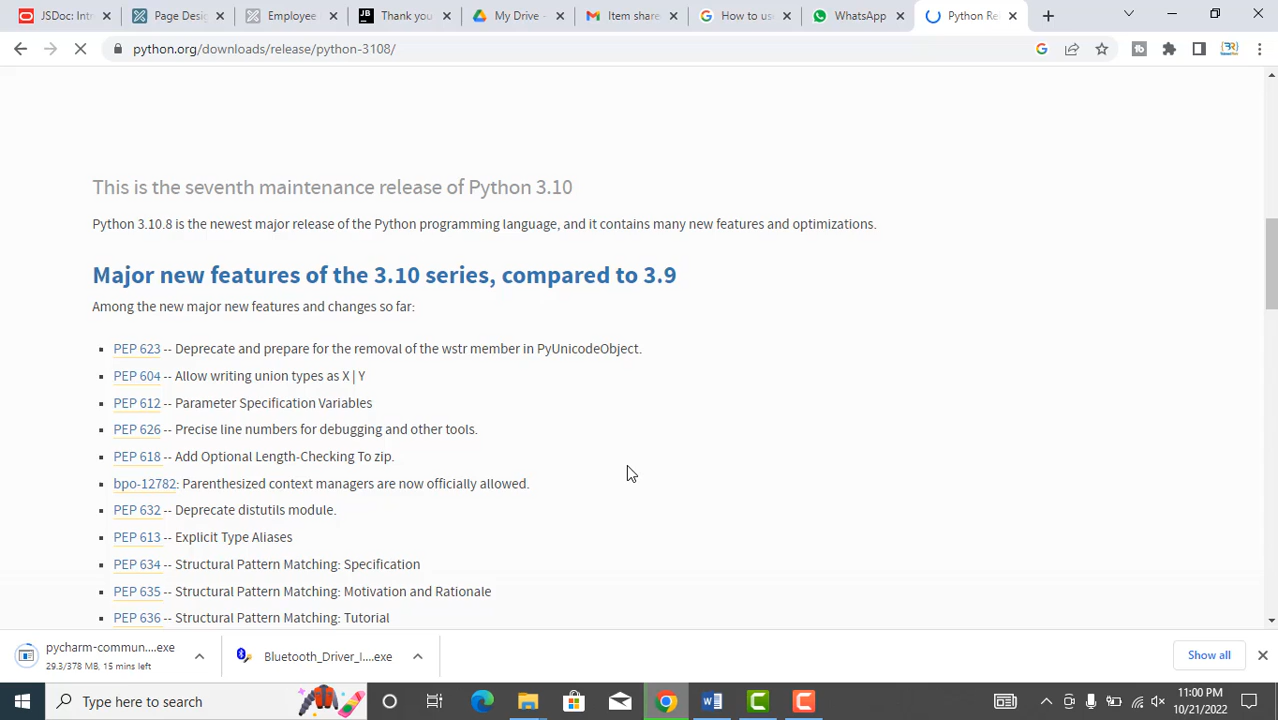 JSDoc: Intr
Page Desig
Employee
Thank you
My Drive -
Item share
How to use
WhatsApp
Python Re
python.org/downloads/release/python-3108/
This is the seventh maintenance release of Python 3.10
Python 3.10.8 is the newest major release of the Python programming language, and it contains many new features and optimizations.
Major new features of the 3.10 series, compared to 3.9
Among the new major new features and changes so far:
PEP 623 -- Deprecate and prepare for the removal of the wstr member in PyUnicodeObject.
PEP 604 -- Allow writing union types as X | Y
PEP 612 -- Parameter Specification Variables
PEP 626 -- Precise line numbers for debugging and other tools.
PEP 618 -- Add Optional Length-Checking To zip.
bpo-12782: Parenthesized context managers are now officially allowed.
PEP 632 -- Deprecate distutils module.
PEP 613 -- Explicit Type Aliases
PEP 634 -- Structural Pattern Matching: Specification
PEP 635 -- Structural Pattern Matching: Motivation and Rationale
PEP 636 -- Structural Pattern Matching: Tutorial
pycharm-commun....exe
29.3/378 MB, 15 mins left
Bluetooth_Driver_I....exe
Show all
Type here to search
11:00 PM
10/21/2022